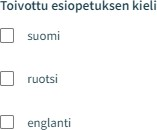 Toivottu esiopetuksen kieli
suomi
ruotsi
englanti